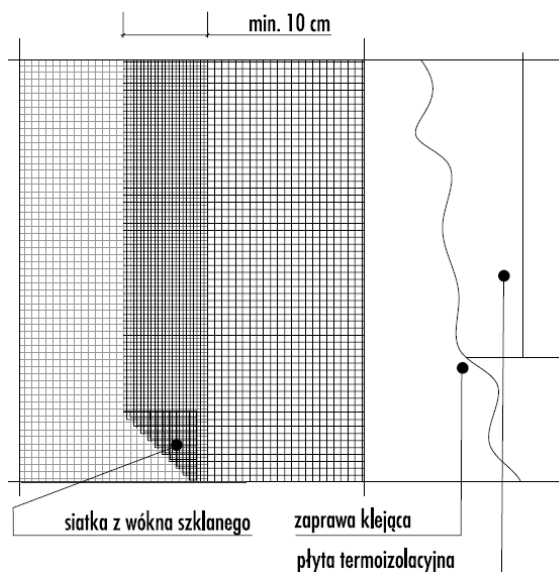 min. 10 cm
siatka z wókna szklanego
zaprawa klejąca
płyta termoizolacyjna